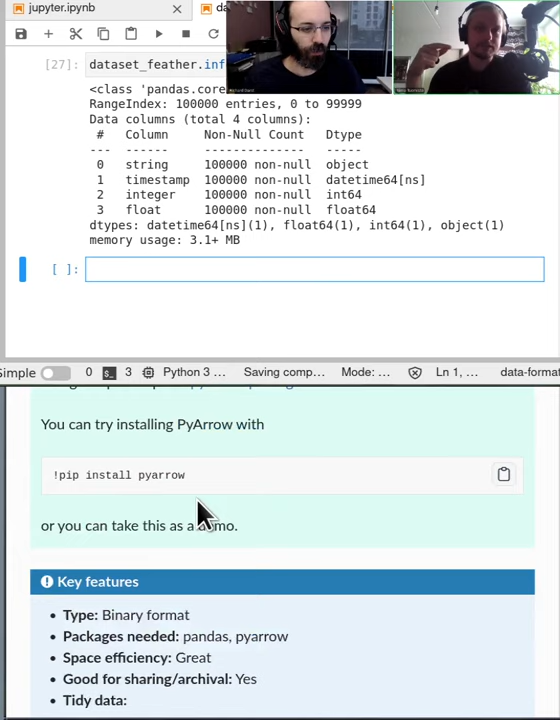 jupyter.ipynb
[27]:
dataset_feather.inf
<class 'pandas.core
RangeIndex: 100000 entries, 0 to 99999
Data columns (total 4 columns):
# Column Non-Null Count Dtype
--- ------ -------------- -----
0 string 100000 non-null object
1 timestamp 100000 non-null datetime64[ns]
2 integer 100000 non-null int64
3 float 100000 non-null float64
dtypes: datetime64[ns](1), float64(1), int64(1), object(1)
memory usage: 3.1+ MB
[ ]:
Simple 0 3 Python 3 ... Saving comp... Mode: ... Ln 1, ... data-format
You can try installing PyArrow with
!pip install pyarrow
or you can take this as a demo.
Key features
• Type: Binary format
• Packages needed: pandas, pyarrow
• Space efficiency: Great
• Good for sharing/archival: Yes
• Tidy data: